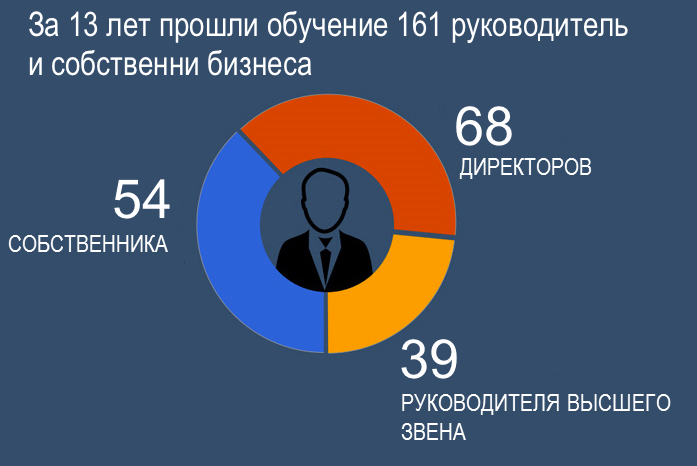 За 13 лет прошли обучение 161 руководитель
и собственни бизнеса
68
ДИРЕКТОРОВ
54
СОБСТВЕННИКА
39
РУКОВОДИТЕЛЯ ВЫСШЕГО
ЗВЕНА